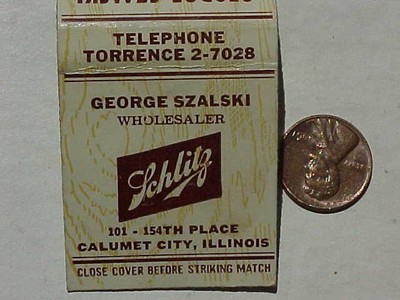 TELEPHONE
TORRENCE 2-7028
GEORGE SZALSKI
WHOLESALER
Schlitz
101 - 154TH PLACE
CALUMET CITY, ILLINOIS
CLOSE COVER BEFORE STRIKING MATCH